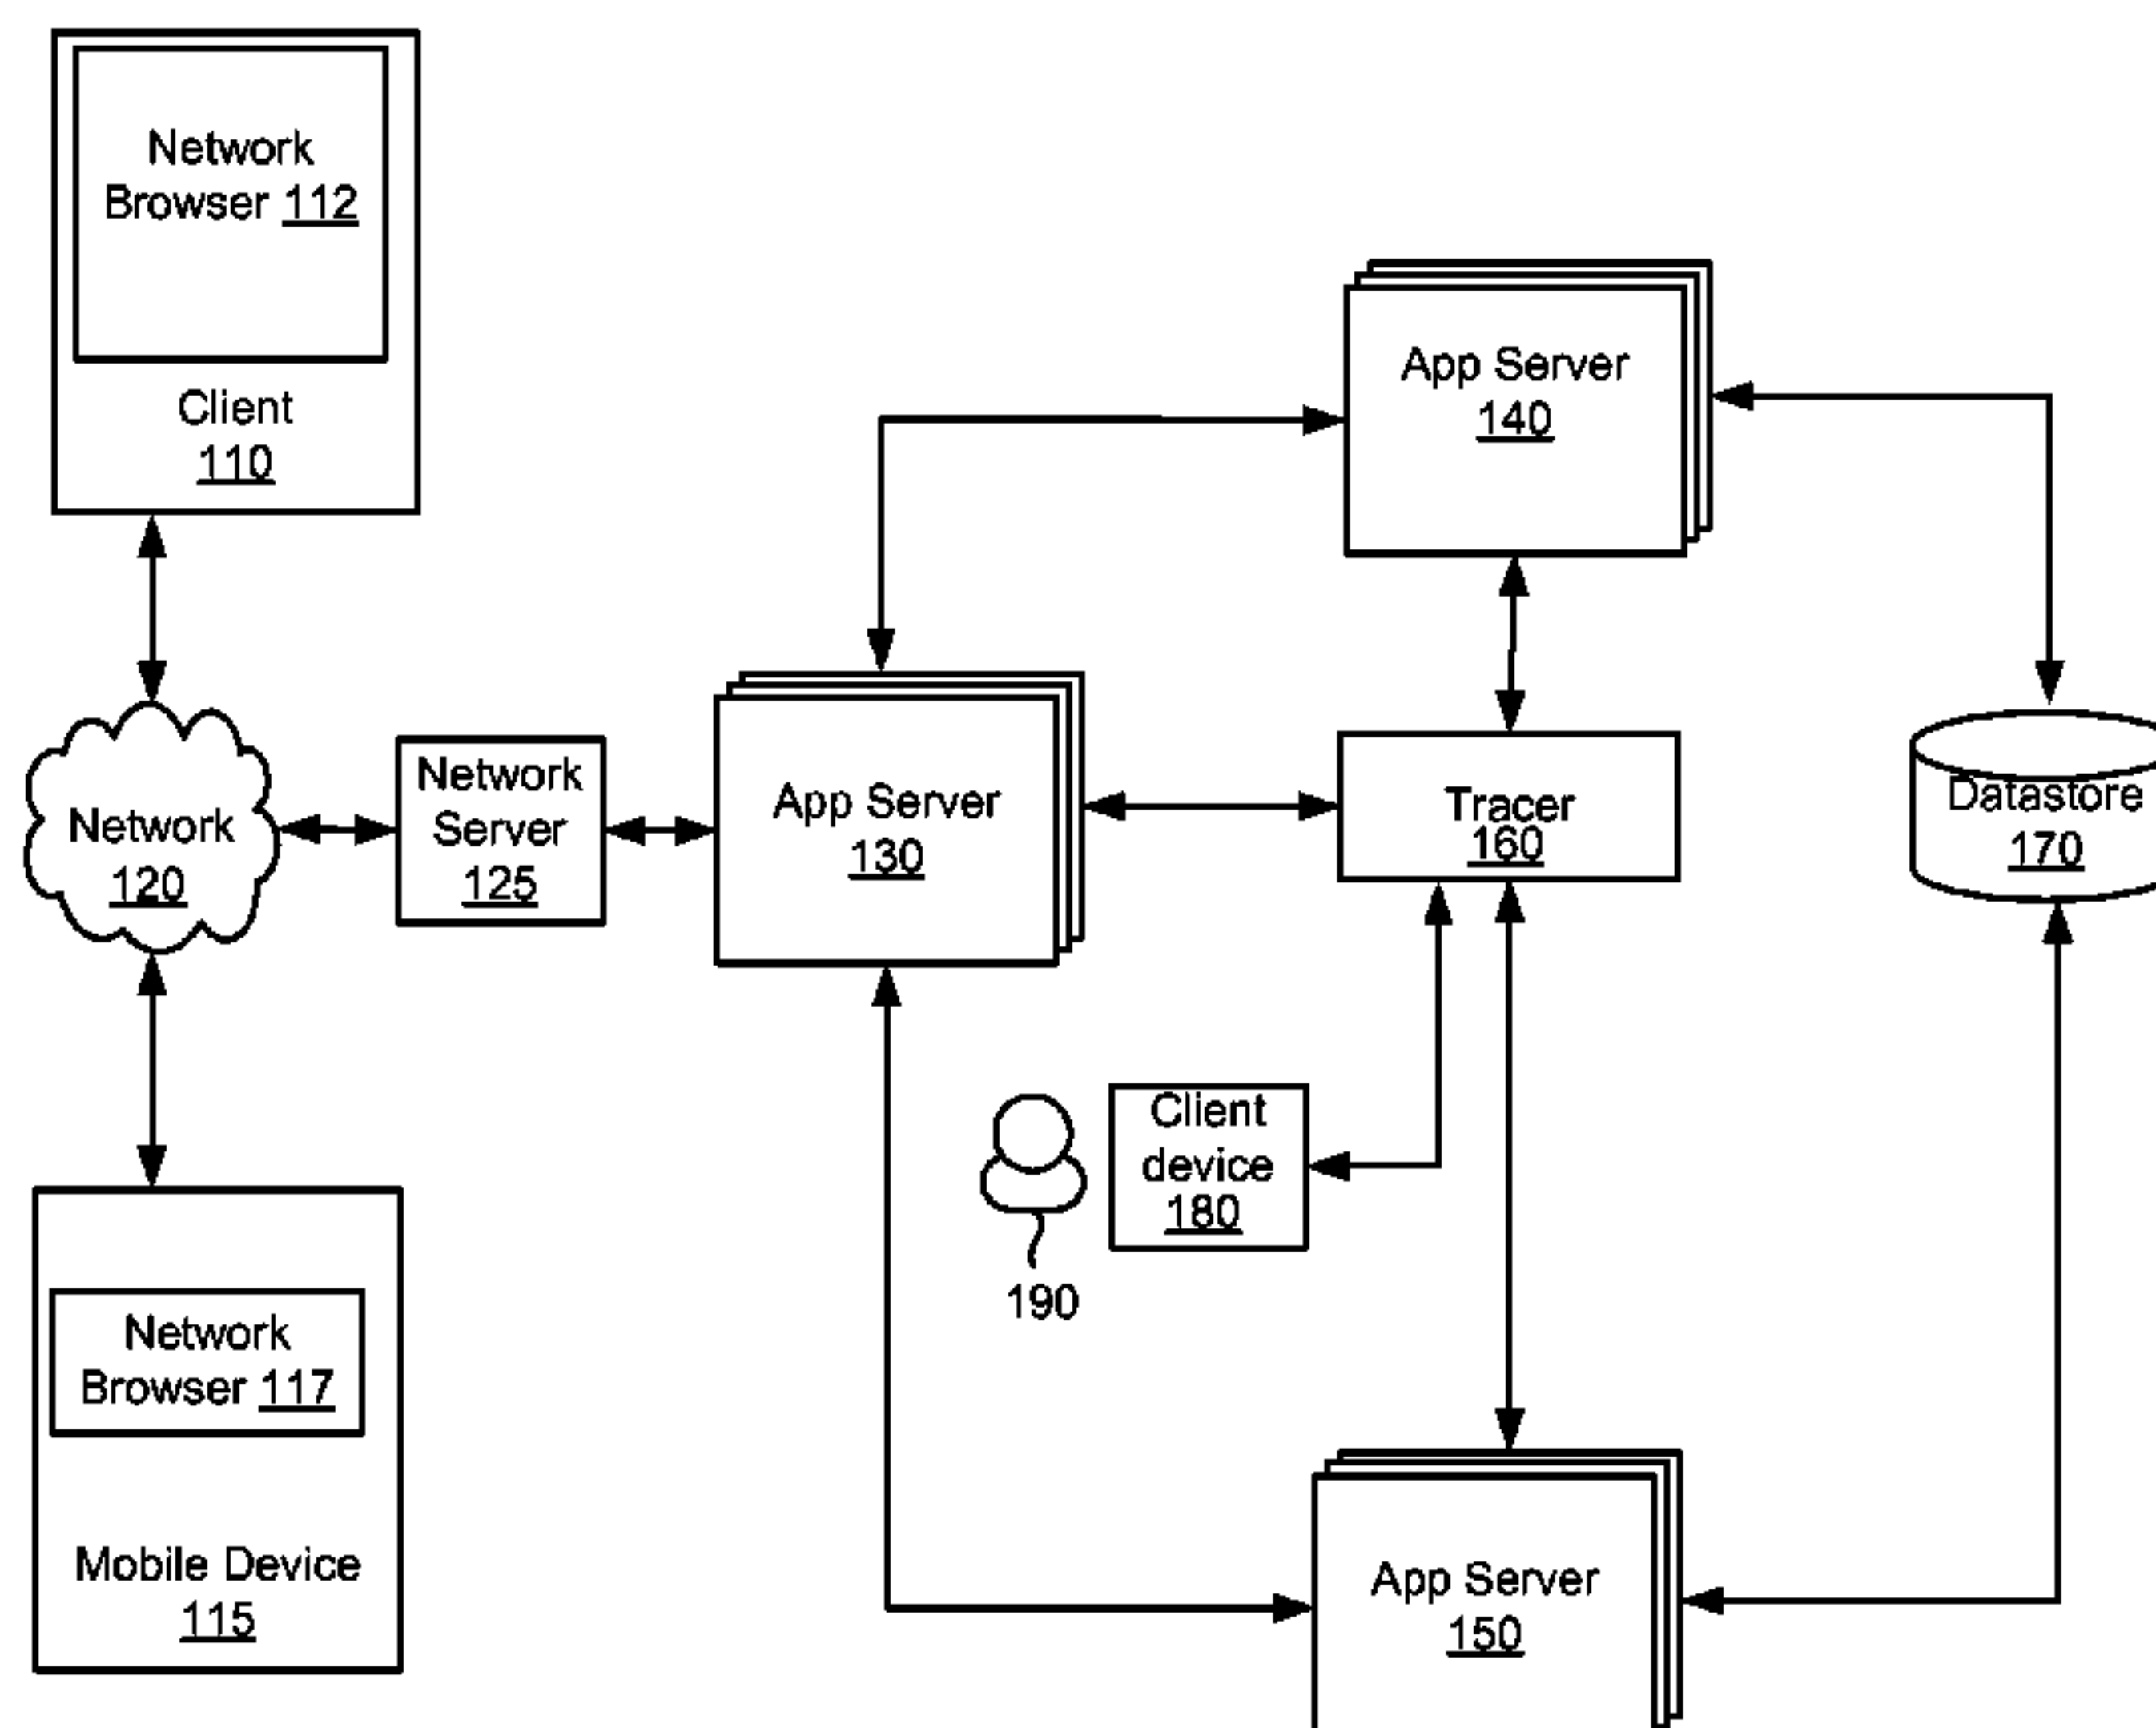 Network
Browser 112
Client
110
App Server
140
Network
120
Network
Server
125
App Server
130
Tracer
160
Datastore
170
Client
device
180
190
Network
Browser 117
Mobile Device
115
App Server
150